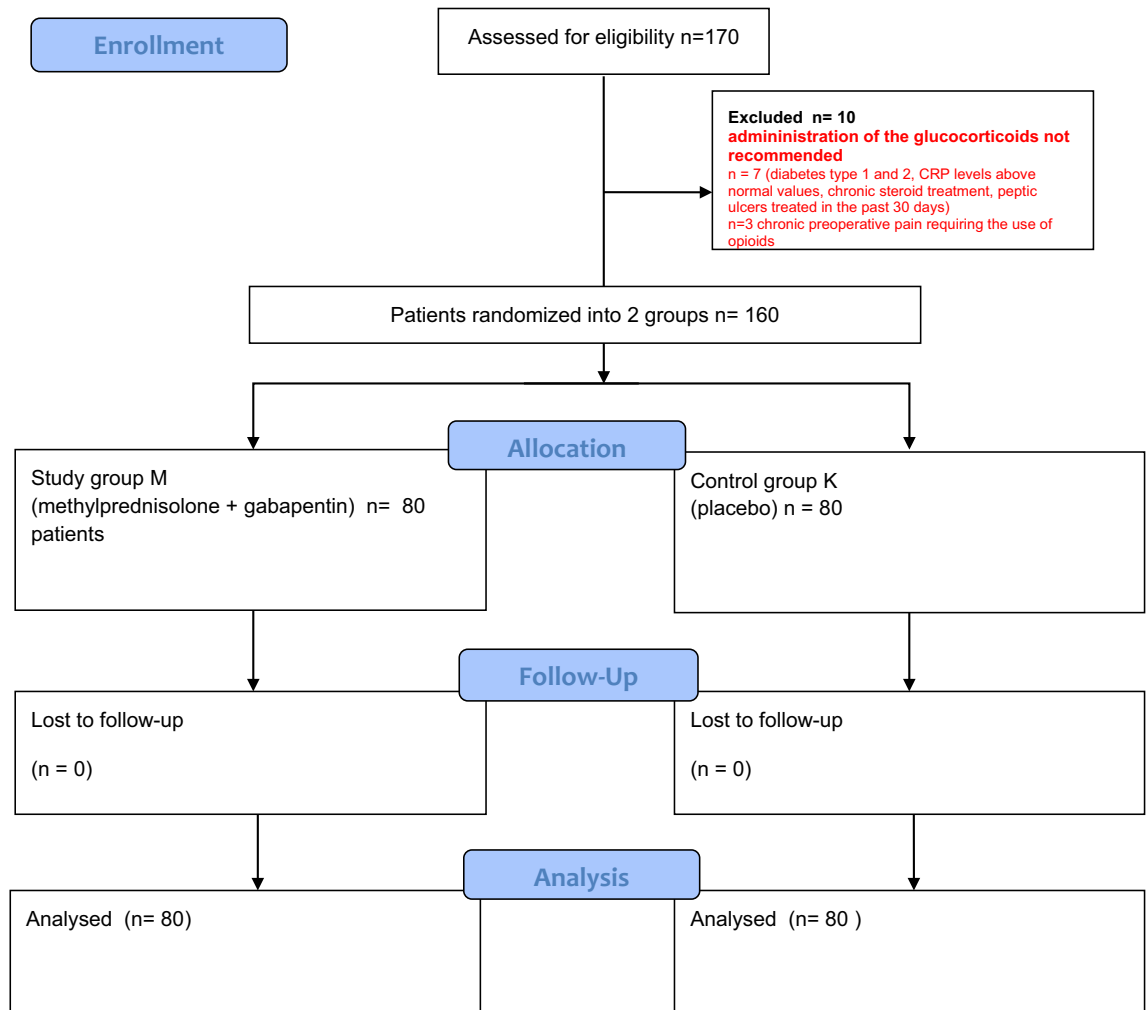 Enrollment
Assessed for eligibility n=170
Excluded n= 10
admininistration of the glucocorticoids not
recommended
n = 7 (diabetes type 1 and 2, CRP levels above
normal values, chronic steroid treatment, peptic
ulcers treated in the past 30 days)
n=3 chronic preoperative pain requiring the use of
opioids
Patients randomized into 2 groups n= 160
Allocation
Study group M
(methylprednisolone + gabapentin) n= 80
patients
Control group K
(placebo) n = 80
Follow-Up
Lost to follow-up
(n = 0)
Lost to follow-up
(n = 0)
Analysis
Analysed (n= 80)
Analysed (n= 80 )